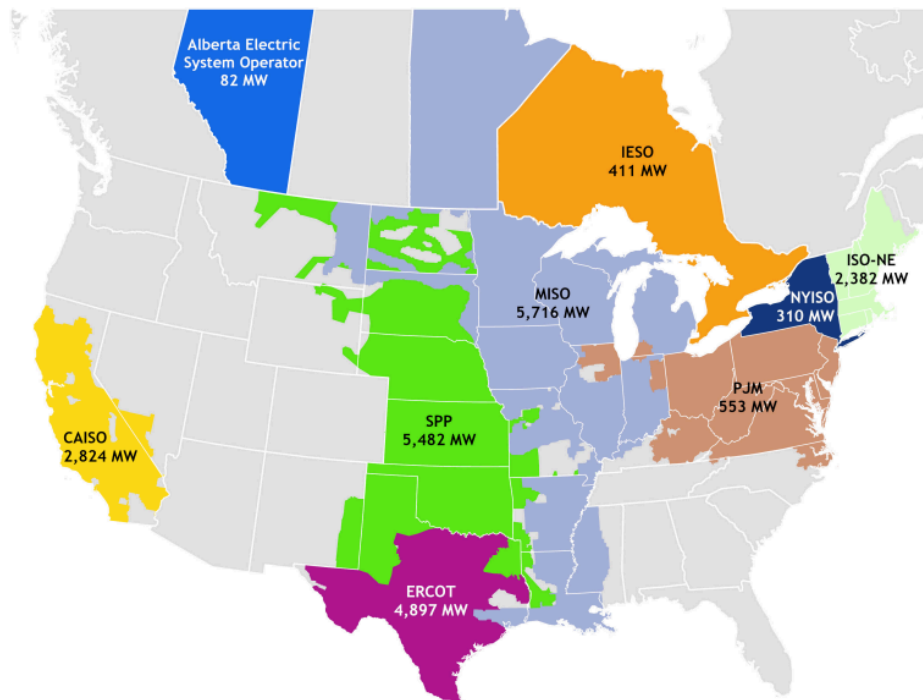 Alberta Electric
System Operator
82 MW
IESO
411 MW
ISO-NE
2,382 MW
NYISO
310 MW
MISO
5,716 MW
PJM
553 MW
SPP
5,482 MW
CAISO
2,824 MW
ERCOT
4,897 MW